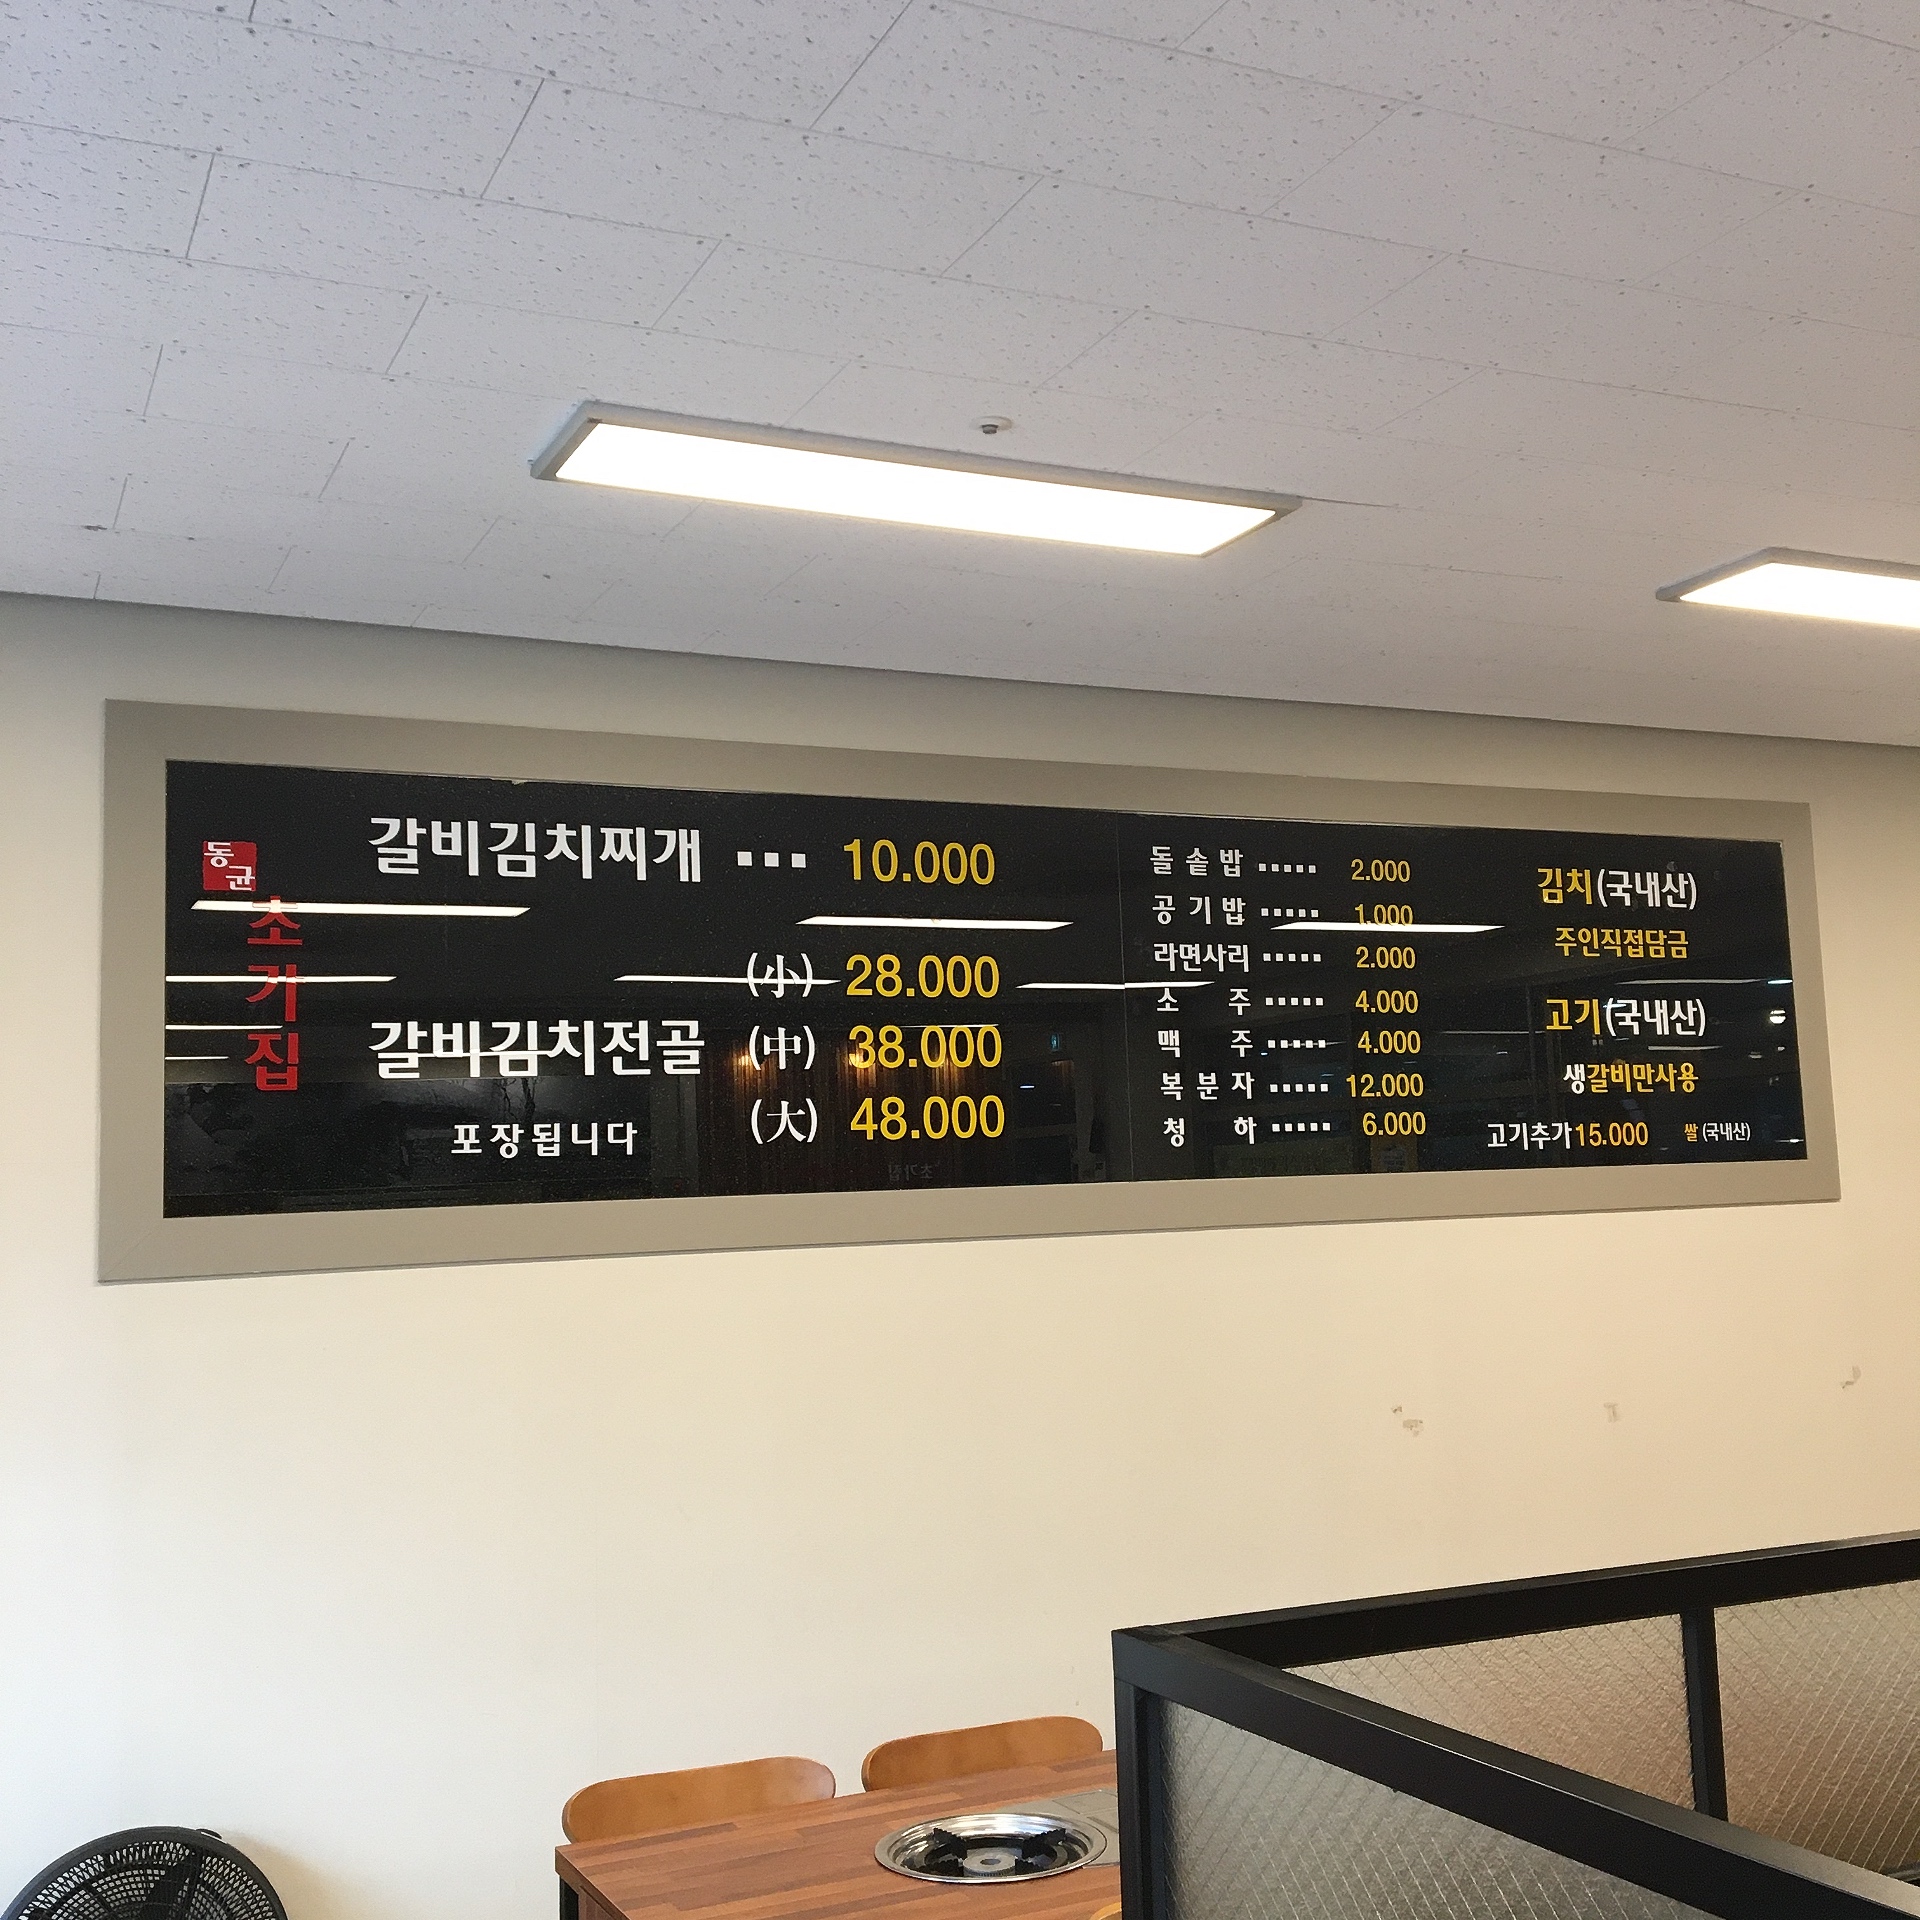 동균
초가집
갈비김치찌개 ... 10.000
(小) 28.000
갈비김치전골 (中) 38.000
(大) 48.000
포장됩니다
돌솥밥 ..... 2.000
공기밥 ..... 1.000
라면사리 ..... 2.000
소 주 ..... 4.000
맥 주 ..... 4.000
복분자 ..... 12.000
청 하 ..... 6.000
김치(국내산)
주인직접담금
고기(국내산)
생갈비만사용
고기추가15.000 쌀(국내산)